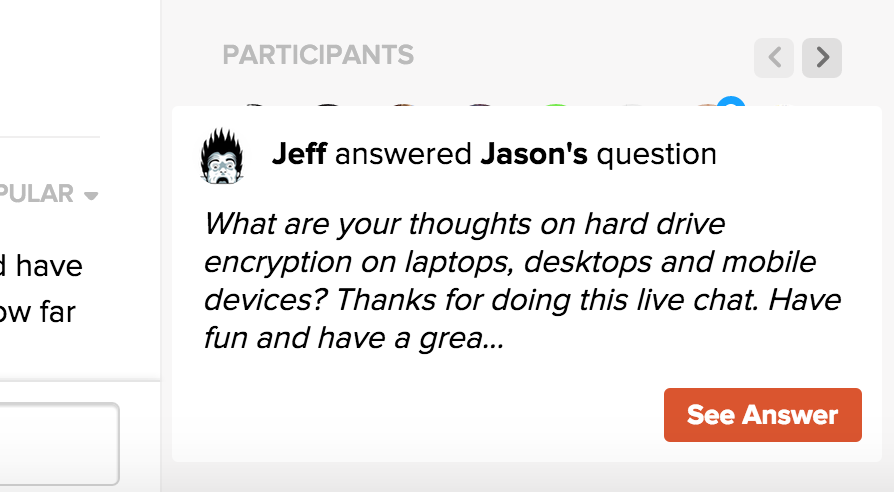 PARTICIPANTS
Jeff answered Jason's question
PULAR
What are your thoughts on hard drive
encryption on laptops, desktops and mobile
devices? Thanks for doing this live chat. Have
fun and have a grea...
have
ow far
See Answer